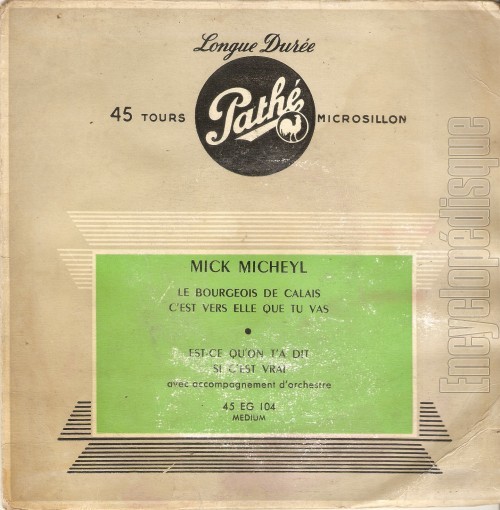 Longue Durée
45 TOURS Pathé MICROSILLON
MICK MICHEYL
LE BOURGEOIS DE CALAIS
C'EST VERS ELLE QUE TU VAS
•
EST-CE QU'ON T'A DIT
SI C'EST VRAI
avec accompagnement d'orchestre
45 EG 104
MEDIUM
Encyclopédisque